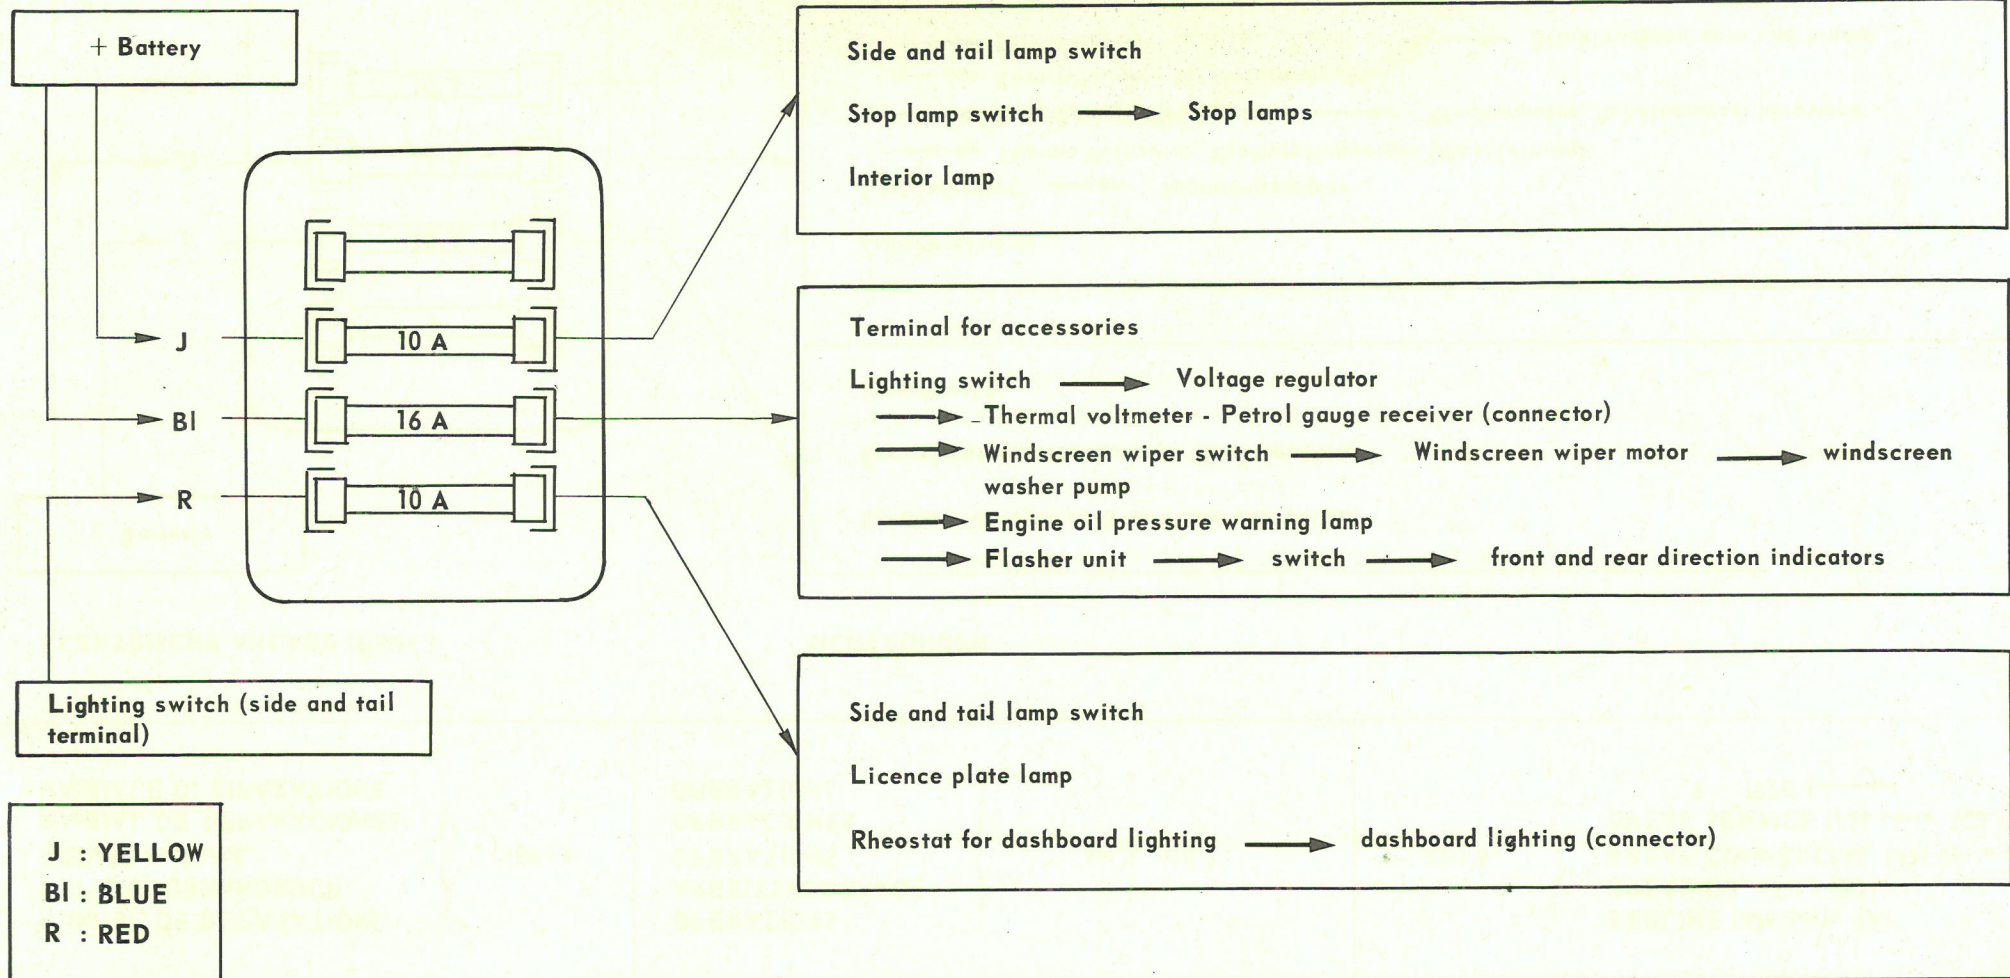 + Battery
J
Bl
R
10 A
16 A
10 A
Lighting switch (side and tail
terminal)
J : YELLOW
Bl : BLUE
R : RED
Side and tail lamp switch
Stop lamp switch Stop lamps
Interior lamp
Terminal for accessories
Lighting switch Voltage regulator
Thermal voltmeter - Petrol gauge receiver (connector)
Windscreen wiper switch Windscreen wiper motor windscreen
washer pump
Engine oil pressure warning lamp
Flasher unit switch front and rear direction indicators
Side and tail lamp switch
Licence plate lamp
Rheostat for dashboard lighting dashboard lighting (connector)